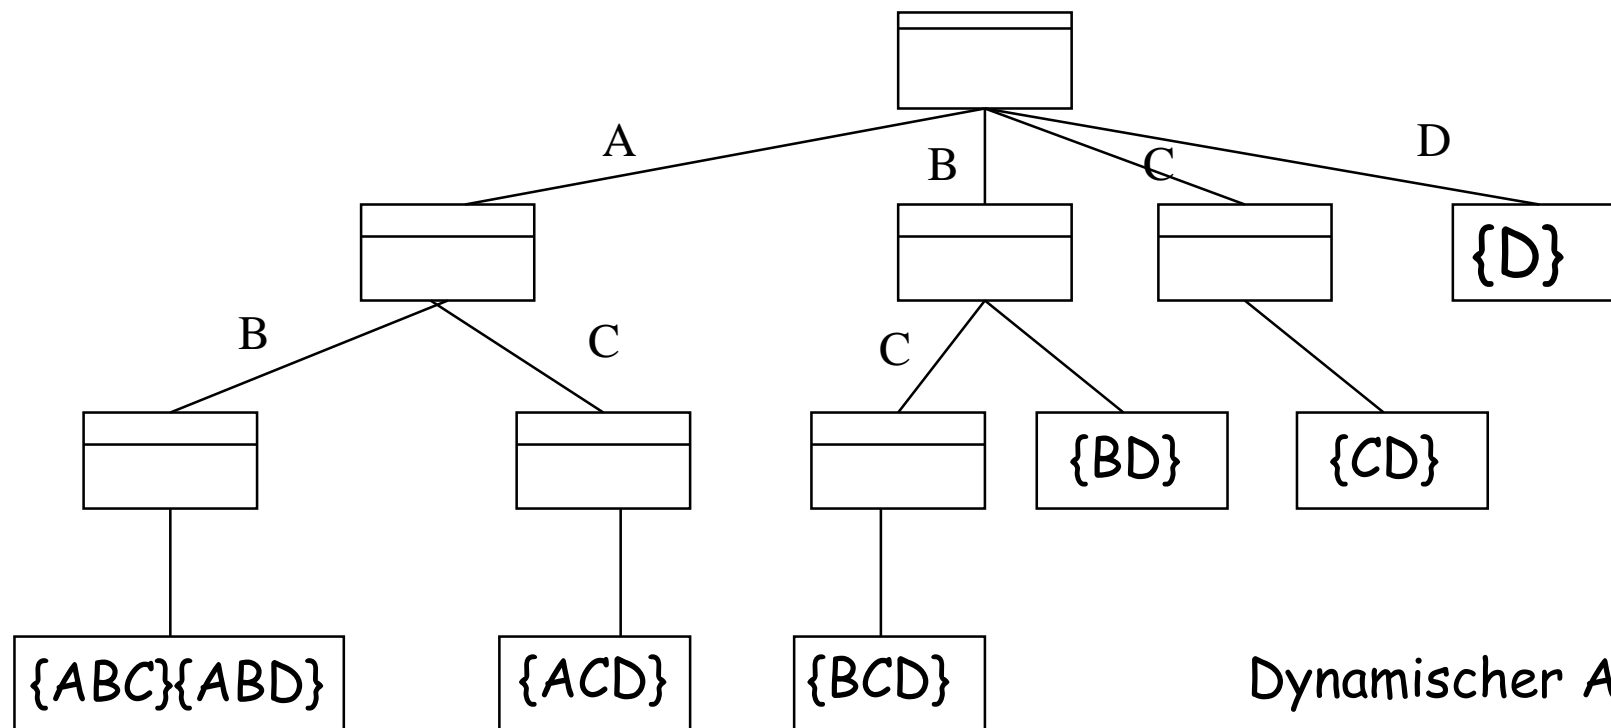 A B C D
{D}
B C C
{BD} {CD}
{ABC}{ABD} {ACD} {BCD}
Dynamischer A